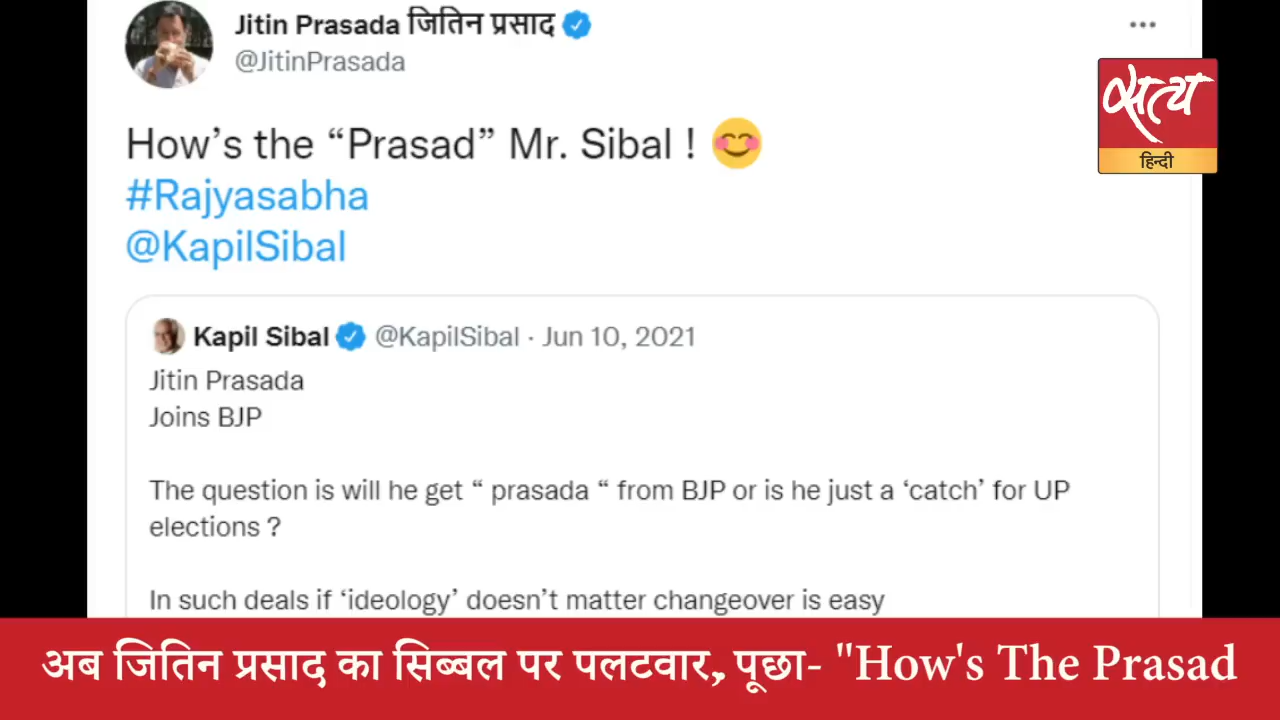 Jitin Prasada जितिन प्रसाद
@JitinPrasada
सत्य
हिन्दी
How’s the “Prasad” Mr. Sibal ! 😊
#Rajyasabha
@KapilSibal
Kapil Sibal @KapilSibal · Jun 10, 2021
Jitin Prasada
Joins BJP
The question is will he get “ prasada “ from BJP or is he just a ‘catch’ for UP
elections ?
In such deals if ‘ideology’ doesn’t matter changeover is easy
अब जितिन प्रसाद का सिब्बल पर पलटवार, पूछा- "How's The Prasad